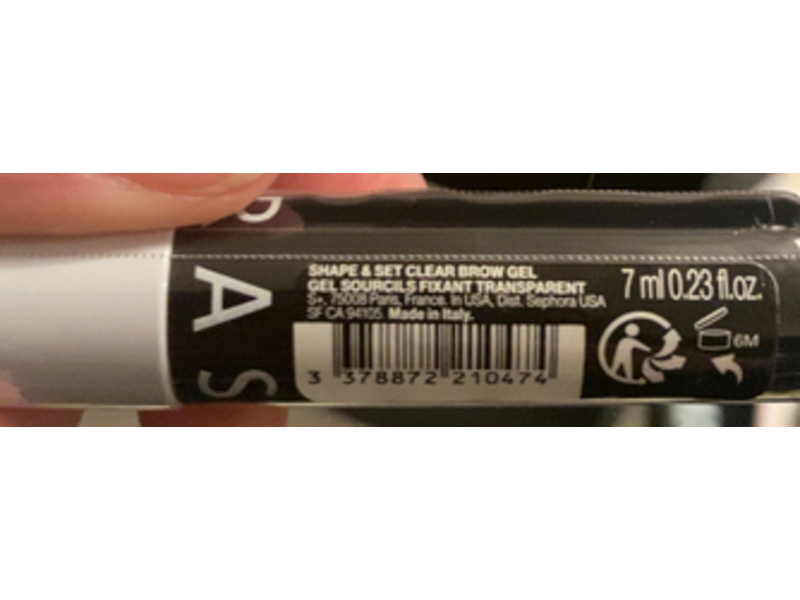 SHAPE & SET CLEAR BROW GEL
GEL SOURCILS FIXANT TRANSPARENT
S+, 75008 Paris, France. In USA, Dist. Sephora USA
SF CA 94105. Made in Italy.
7 ml 0.23 fl.oz.
6M
3 378872 210474
A
S